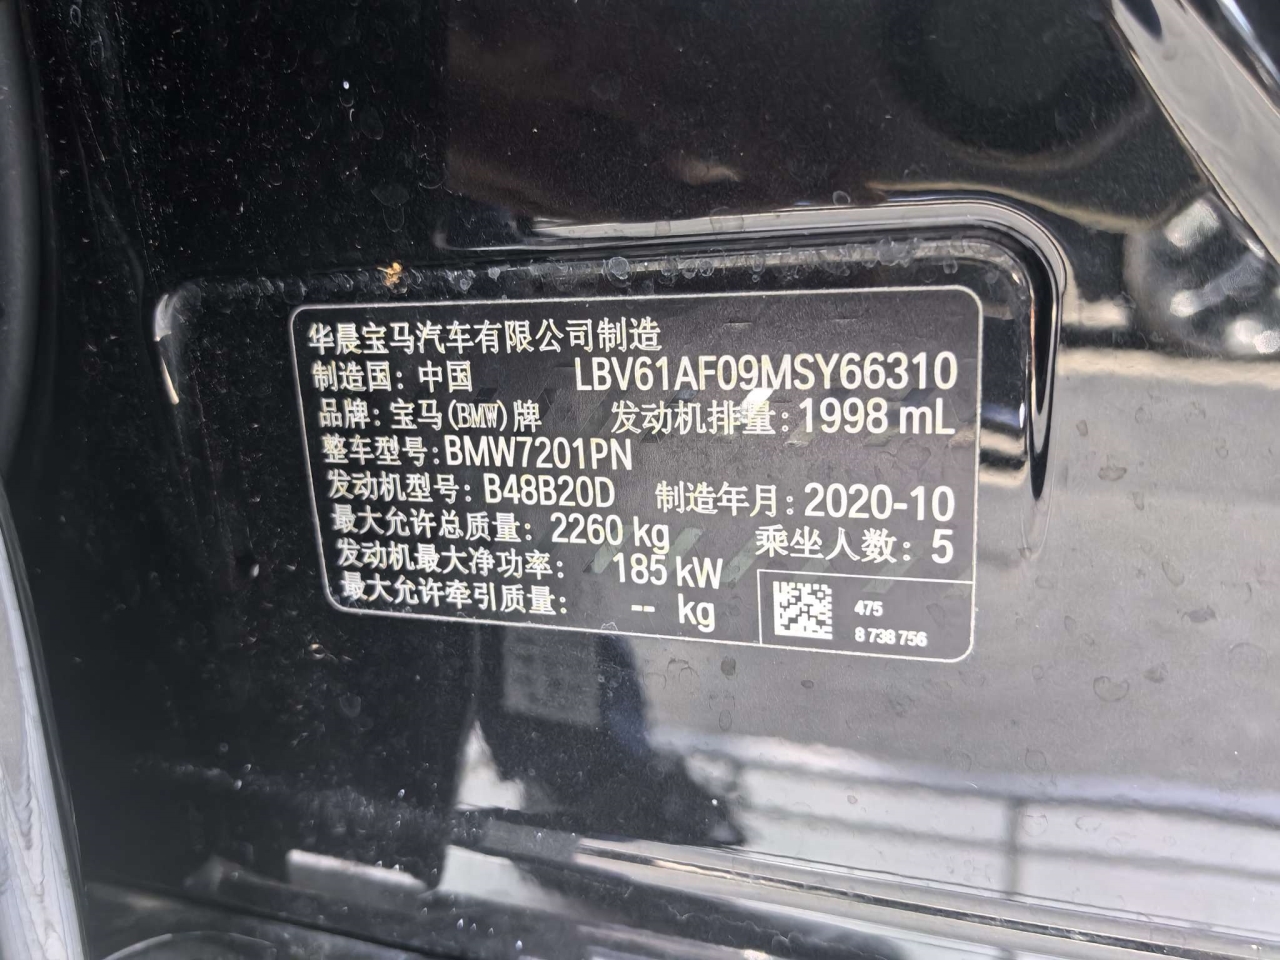 华晨宝马汽车有限公司制造
制造国：中国 LBV61AF09MSY66310
品牌：宝马(BMW)牌 发动机排量：1998 mL
整车型号:BMW7201PN
发动机型号：B48B20D 制造年月：2020-10
最大允许总质量：2260 kg 乘坐人数：5
发动机最大净功率：185 kW
最大允许牵引质量：-- kg
475
8 738 756